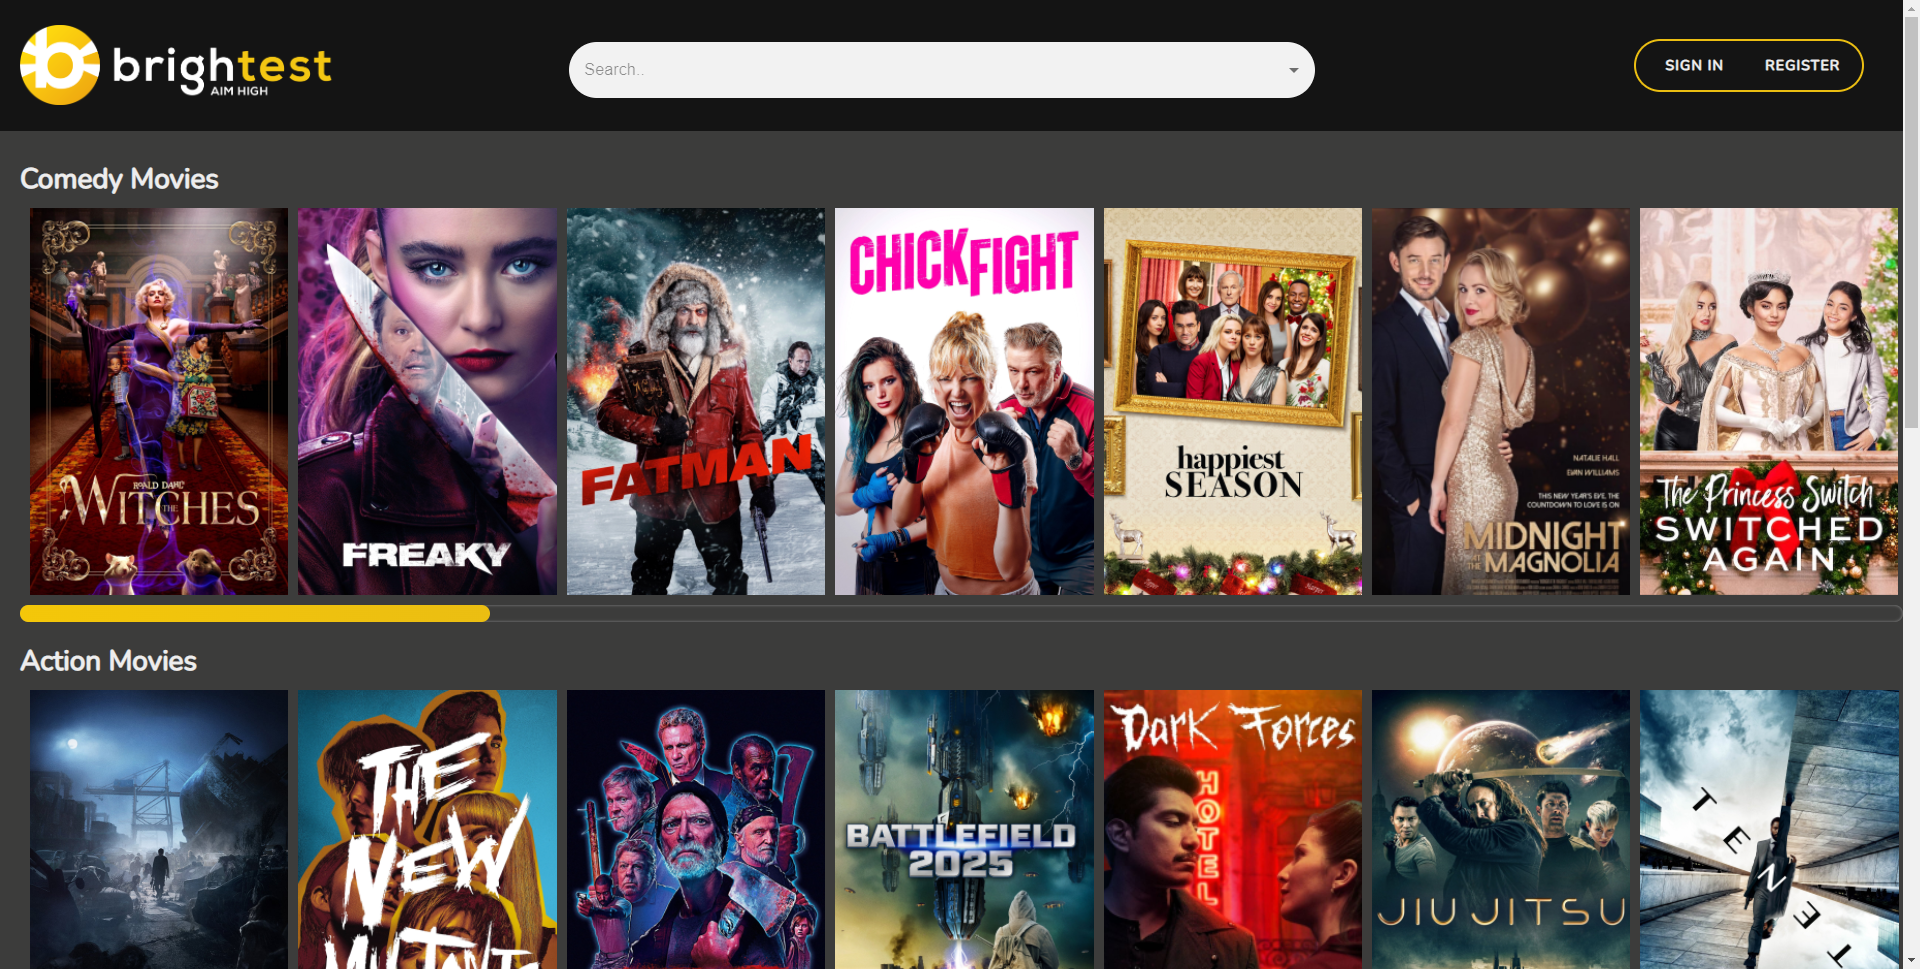 brightest
AIM HIGH
Search..
SIGN IN
REGISTER
Comedy Movies
ROALD DAHL
THE
WITCHES
FREAKY
FATMAN
CHICK FIGHT
happiest
SEASON
NATALIE HALL
EVAN WILLIAMS
THIS NEW YEAR'S EVE, THE
COUNTDOWN TO LOVE IS ON
MIDNIGHT
AT THE MAGNOLIA
The Princess Switch
SWITCHED
AGAIN
Action Movies
THE
NEW
MUTANTS
BATTLEFIELD
2025
Dark Forces
HOTEL
JIU JITSU
TENET